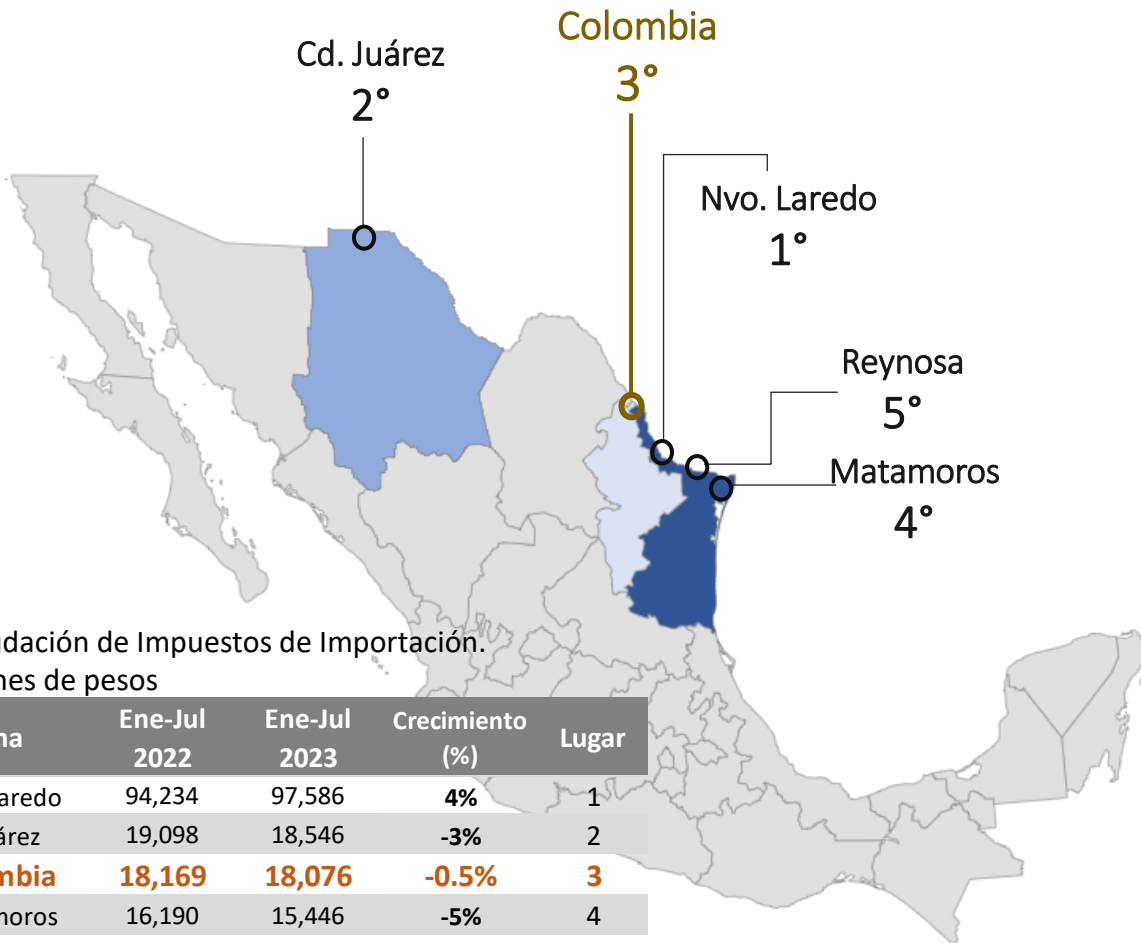 Colombia
3°
Cd. Juárez
2°
Nvo. Laredo
1°
Reynosa
5°
Matamoros
4°
udación de Impuestos de Importación.
nes de pesos
na Ene-Jul 2022 Ene-Jul 2023 Crecimiento (%) Lugar
aredo 94,234 97,586 4% 1
árez 19,098 18,546 -3% 2
mbia 18,169 18,076 -0.5% 3
moros 16,190 15,446 -5% 4